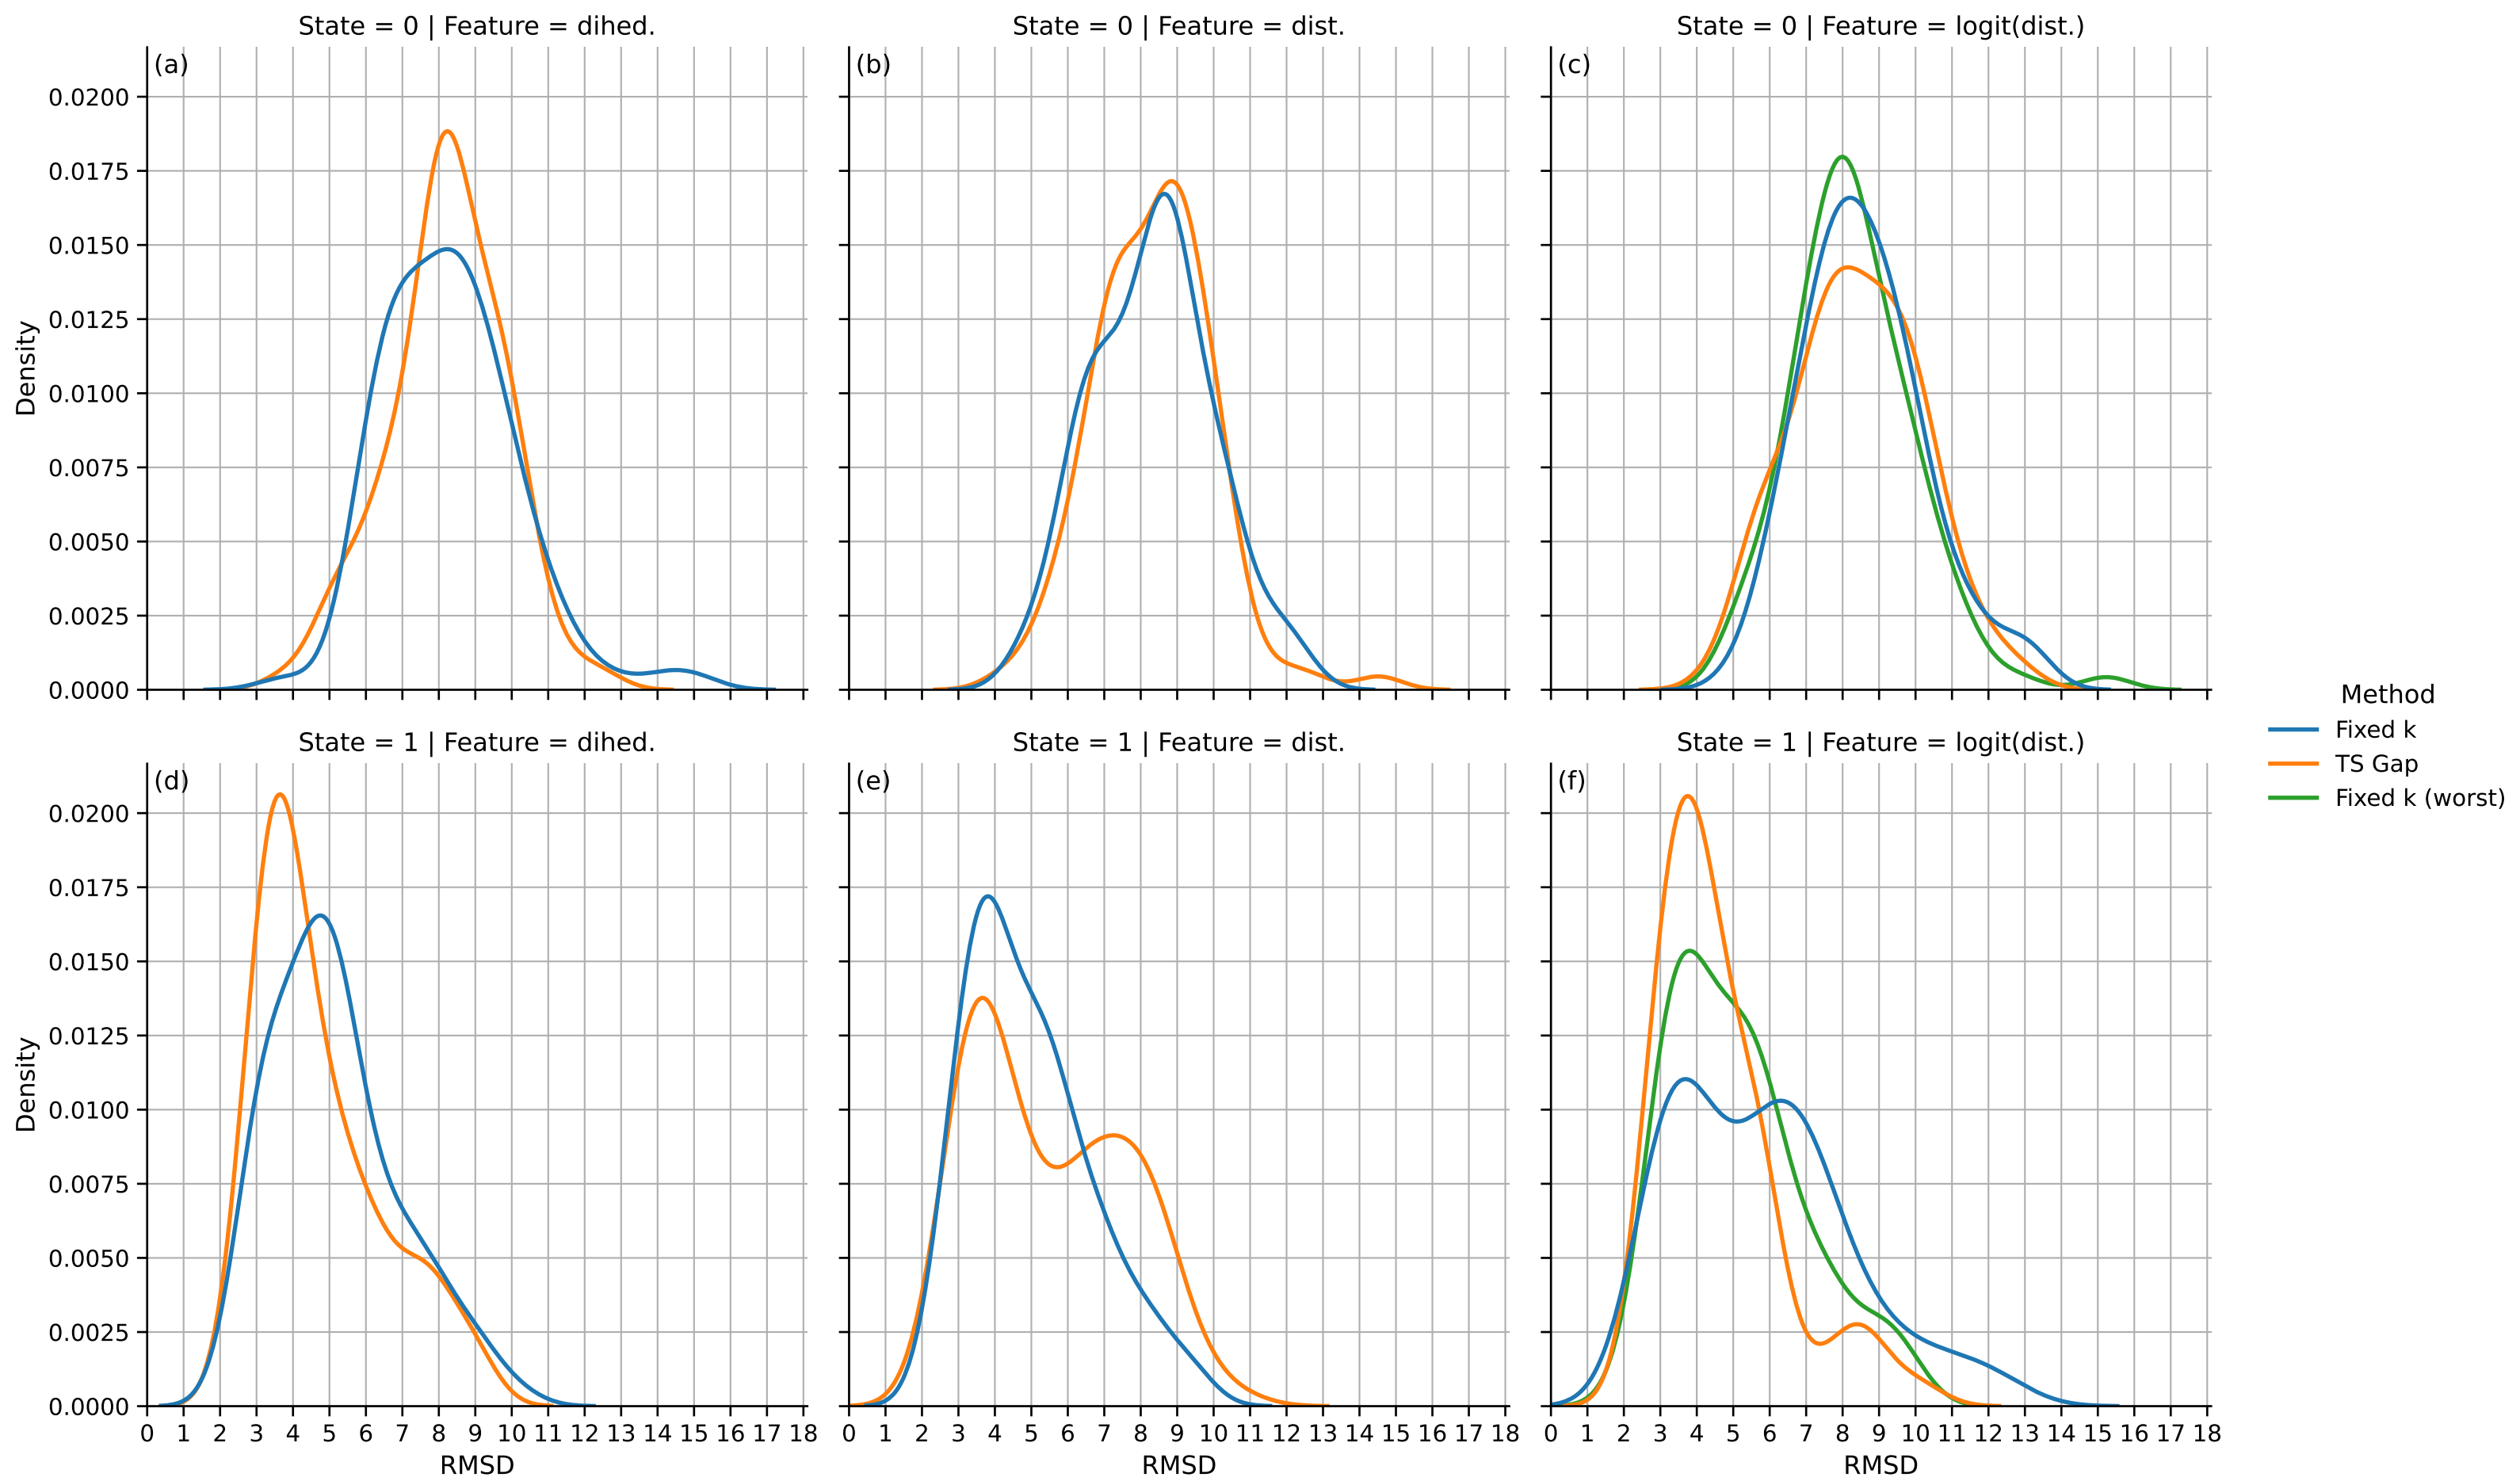 State = 0 | Feature = dihed.
State = 0 | Feature = dist.
State = 0 | Feature = logit(dist.)
(a)
(b)
(c)
0.0200
0.0175
0.0150
0.0125
0.0100
0.0075
0.0050
0.0025
0.0000
Density
State = 1 | Feature = dihed.
State = 1 | Feature = dist.
State = 1 | Feature = logit(dist.)
(d)
(e)
(f)
0.0200
0.0175
0.0150
0.0125
0.0100
0.0075
0.0050
0.0025
0.0000
Density
0 1 2 3 4 5 6 7 8 9 10 11 12 13 14 15 16 17 18
0 1 2 3 4 5 6 7 8 9 10 11 12 13 14 15 16 17 18
0 1 2 3 4 5 6 7 8 9 10 11 12 13 14 15 16 17 18
RMSD
RMSD
RMSD
Method
Fixed k
TS Gap
Fixed k (worst)